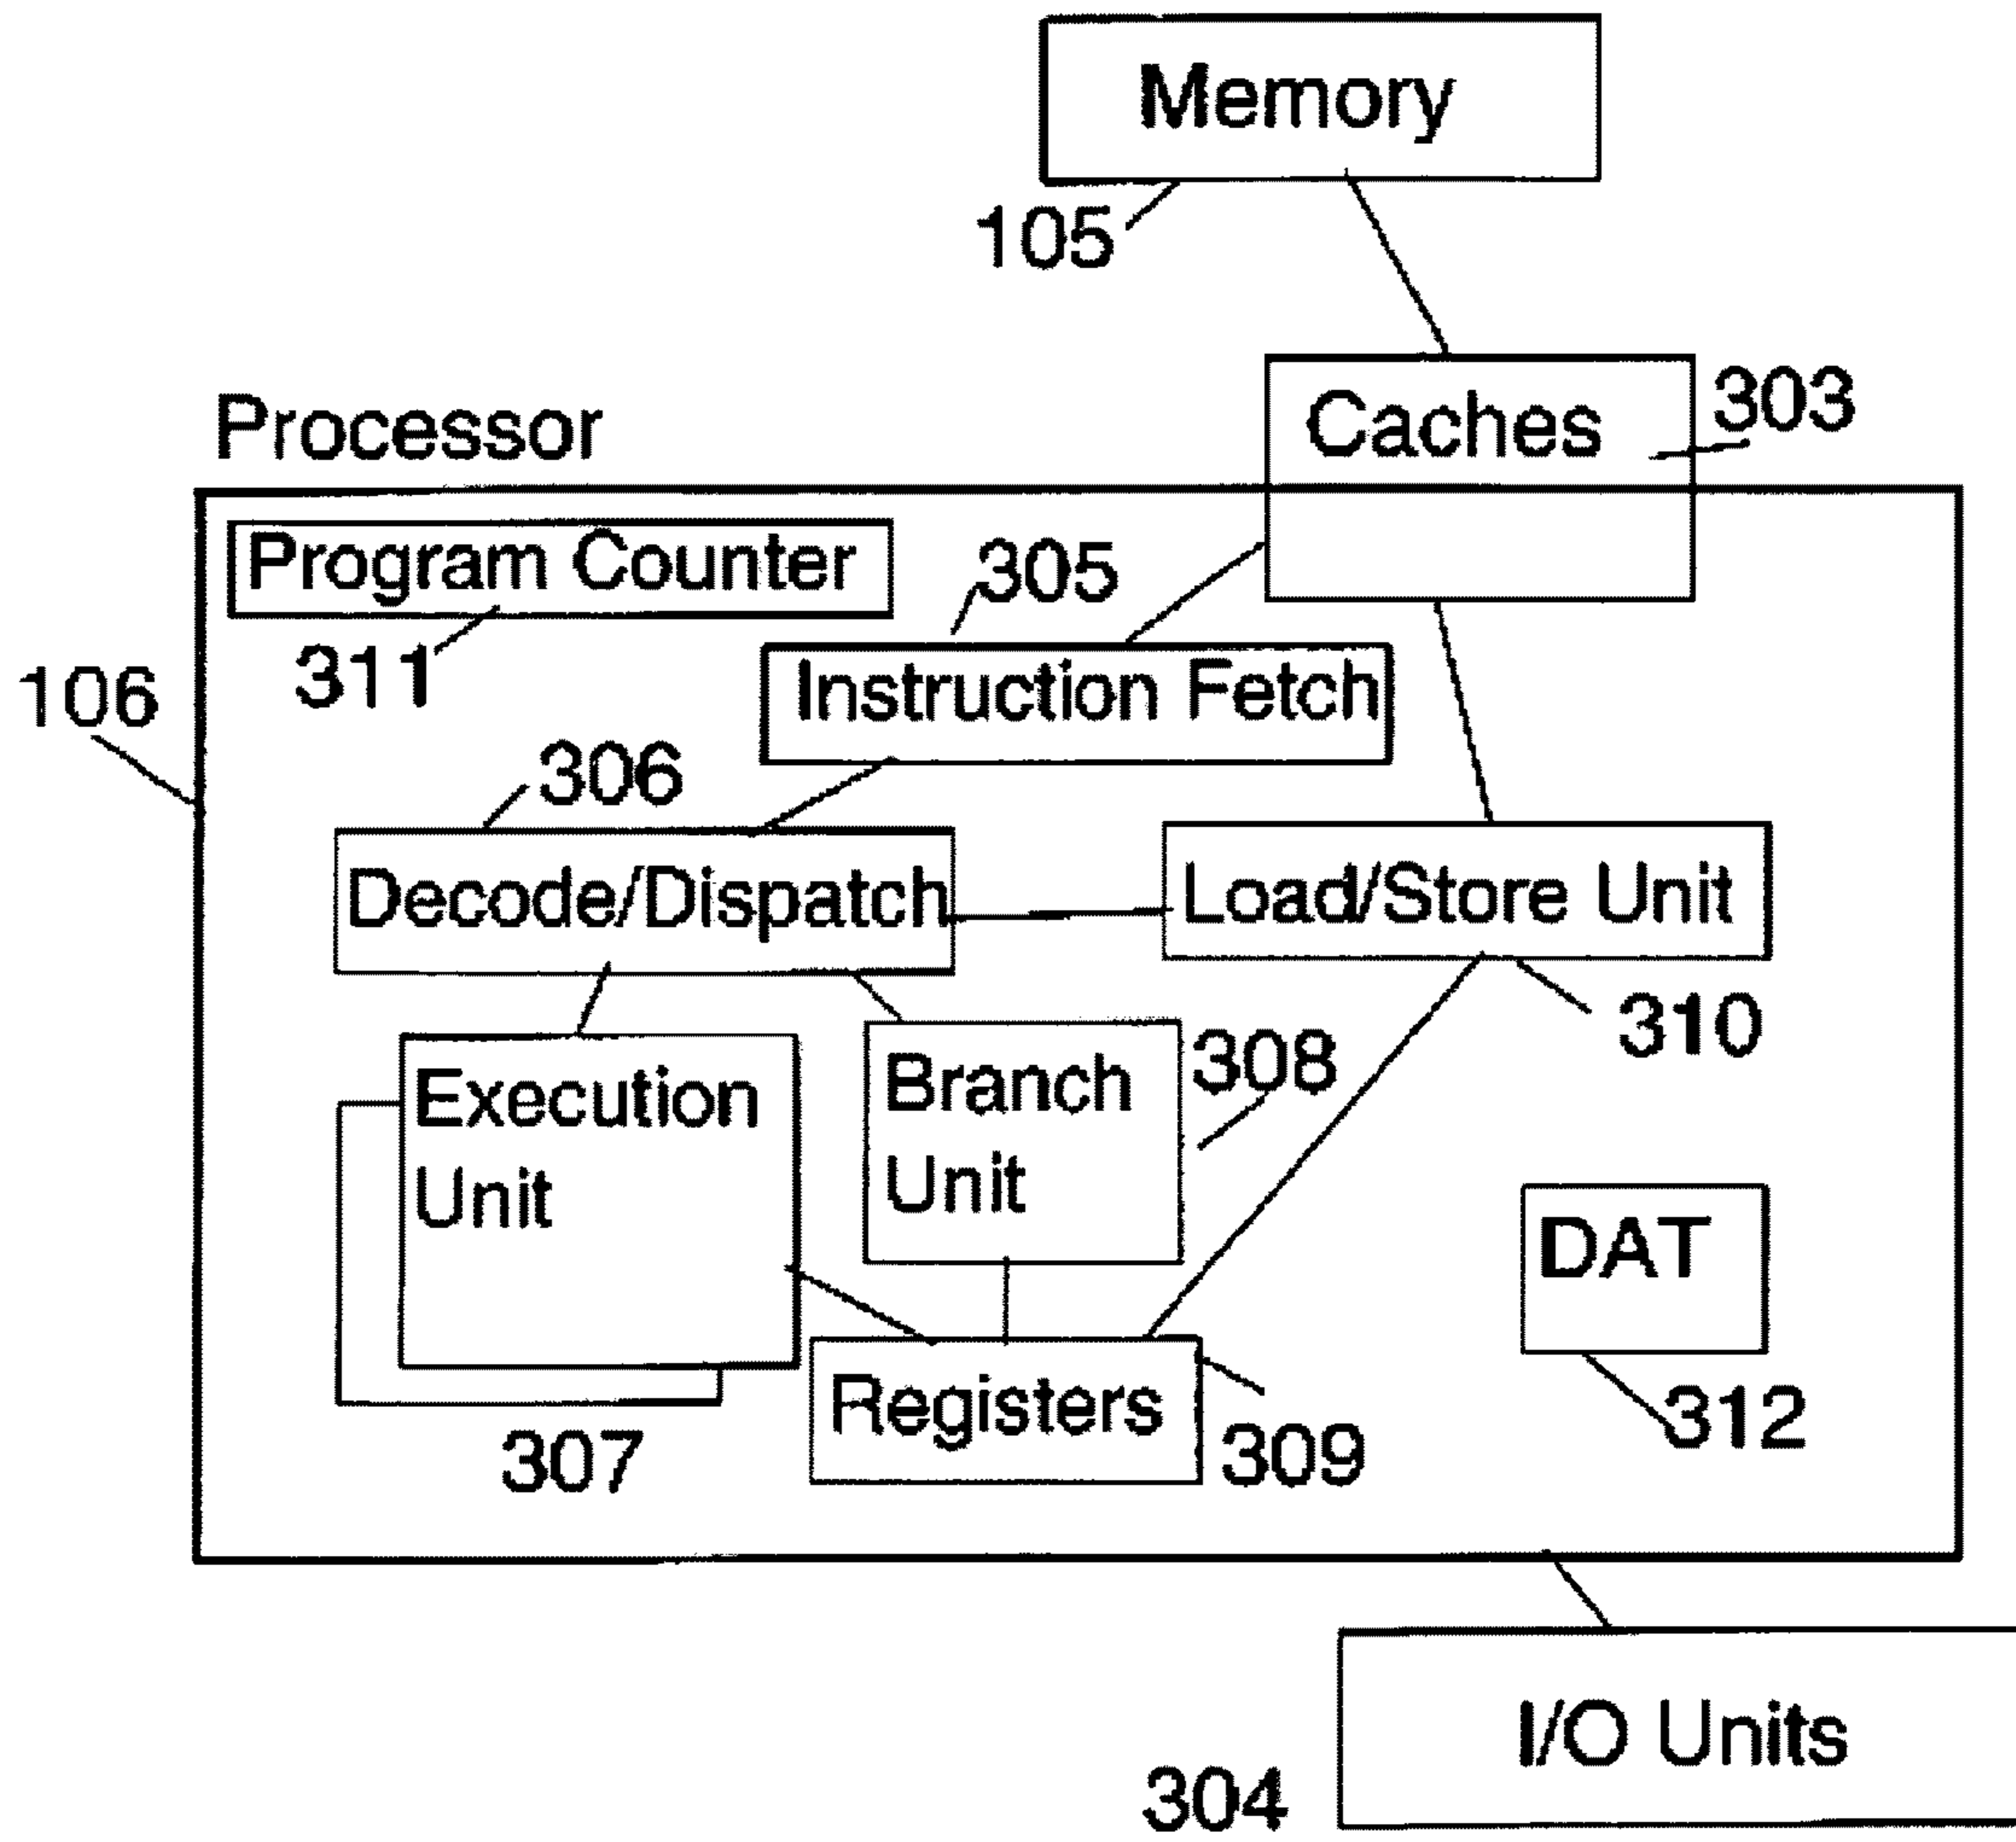 Memory
105
Caches
303
Processor
Program Counter
305
311
Instruction Fetch
106
306
Decode/Dispatch
Load/Store Unit
310
Execution
Unit
Branch
Unit
308
DAT
Registers
312
307
309
I/O Units
304